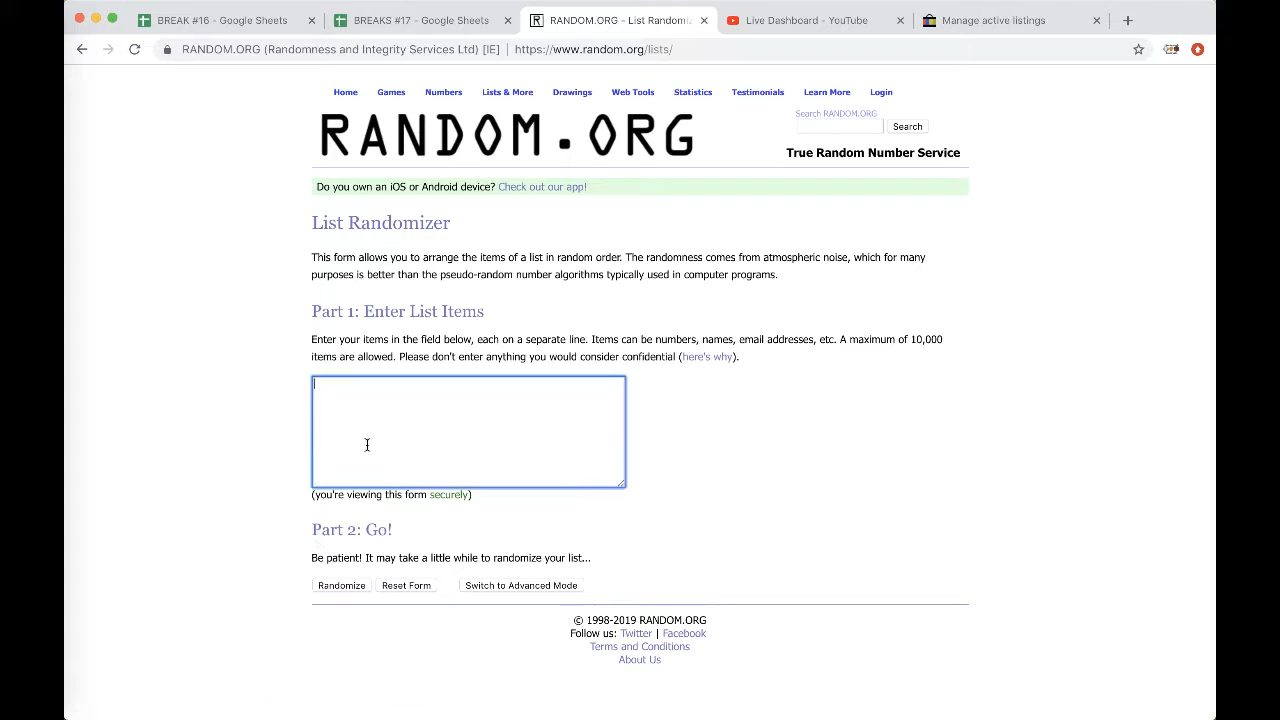 BREAK #16 - Google Sheets
BREAKS #17 - Google Sheets
RANDOM.ORG - List Randomiz
Live Dashboard - YouTube
Manage active listings
RANDOM.ORG (Randomness and Integrity Services Ltd) [IE] https://www.random.org/lists/
Home Games Numbers Lists & More Drawings Web Tools Statistics Testimonials Learn More Login
RANDOM.ORG
Search RANDOM.ORG
Search
True Random Number Service
Do you own an iOS or Android device? Check out our app!
List Randomizer
This form allows you to arrange the items of a list in random order. The randomness comes from atmospheric noise, which for many
purposes is better than the pseudo-random number algorithms typically used in computer programs.
Part 1: Enter List Items
Enter your items in the field below, each on a separate line. Items can be numbers, names, email addresses, etc. A maximum of 10,000
items are allowed. Please don't enter anything you would consider confidential (here's why).
(you're viewing this form securely)
Part 2: Go!
Be patient! It may take a little while to randomize your list...
Randomize Reset Form Switch to Advanced Mode
© 1998-2019 RANDOM.ORG
Follow us: Twitter | Facebook
Terms and Conditions
About Us